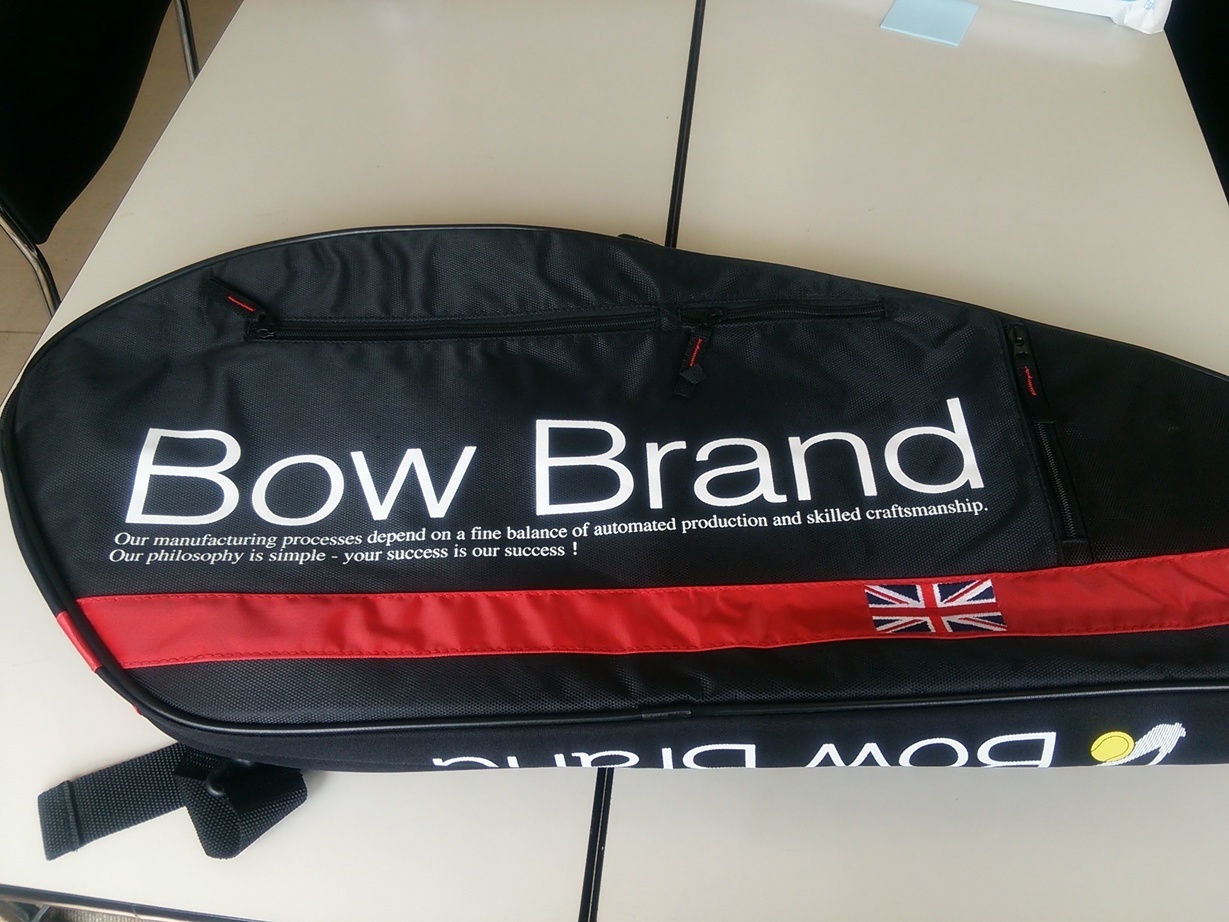 Bow Brand
Our manufacturing processes depend on a fine balance of automated production and skilled craftsmanship.
Our philosophy is simple - your success is our success !
Bow Brand